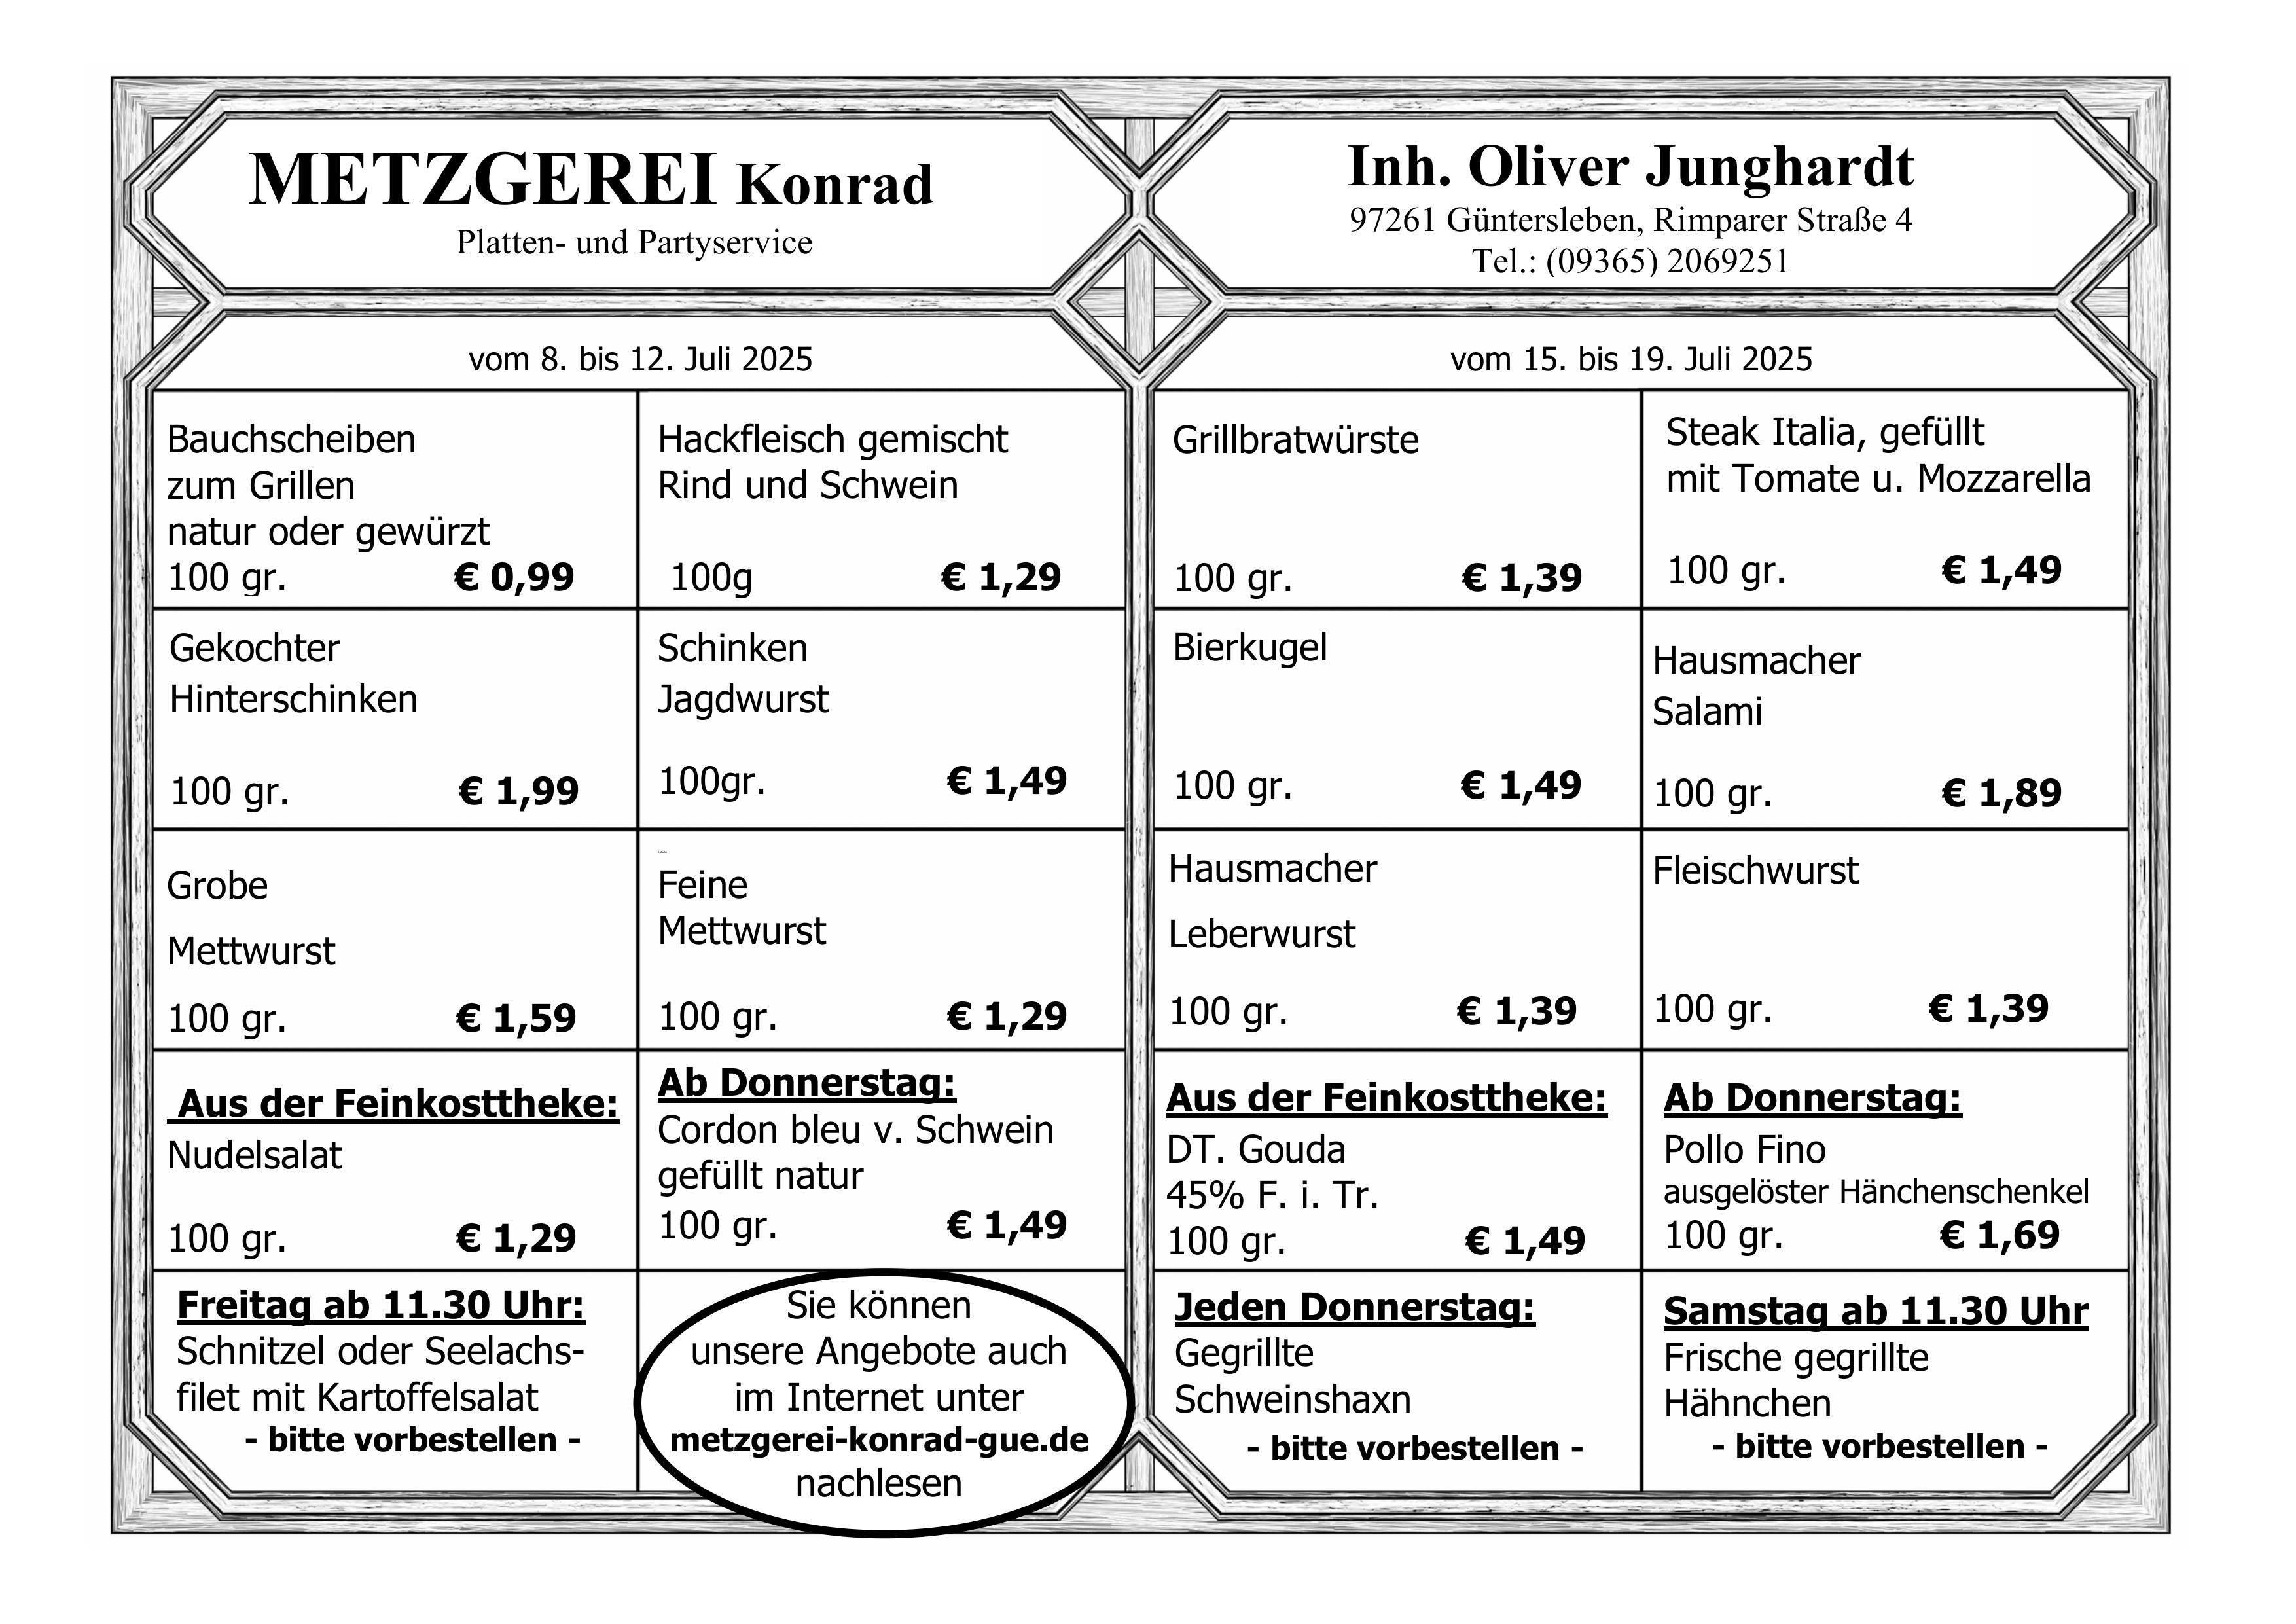 METZGEREI Konrad
Platten- und Partyservice
Inh. Oliver Junghardt
97261 Güntersleben, Rimparer Straße 4
Tel.: (09365) 2069251
vom 8. bis 12. Juli 2025
Bauchscheiben
zum Grillen
natur oder gewürzt
100 gr. € 0,99
Hackfleisch gemischt
Rind und Schwein
100g € 1,29
Gekochter
Hinterschinken
100 gr. € 1,99
Schinken
Jagdwurst
100gr. € 1,49
Grobe
Mettwurst
100 gr. € 1,59
Feine
Mettwurst
100 gr. € 1,29
Aus der Feinkosttheke:
Nudelsalat
100 gr. € 1,29
Ab Donnerstag:
Cordon bleu v. Schwein
gefüllt natur
100 gr. € 1,49
Freitag ab 11.30 Uhr:
Schnitzel oder Seelachs-
filet mit Kartoffelsalat
- bitte vorbestellen -
Sie können
unsere Angebote auch
im Internet unter
metzgerei-konrad-gue.de
nachlesen
vom 15. bis 19. Juli 2025
Grillbratwürste
100 gr. € 1,39
Steak Italia, gefüllt
mit Tomate u. Mozzarella
100 gr. € 1,49
Bierkugel
100 gr. € 1,49
Hausmacher
Salami
100 gr. € 1,89
Hausmacher
Leberwurst
100 gr. € 1,39
Fleischwurst
100 gr. € 1,39
Aus der Feinkosttheke:
DT. Gouda
45% F. i. Tr.
100 gr. € 1,49
Ab Donnerstag:
Pollo Fino
ausgelöster Hänchenschenkel
100 gr. € 1,69
Jeden Donnerstag:
Gegrillte
Schweinshaxn
- bitte vorbestellen -
Samstag ab 11.30 Uhr
Frische gegrillte
Hähnchen
- bitte vorbestellen -